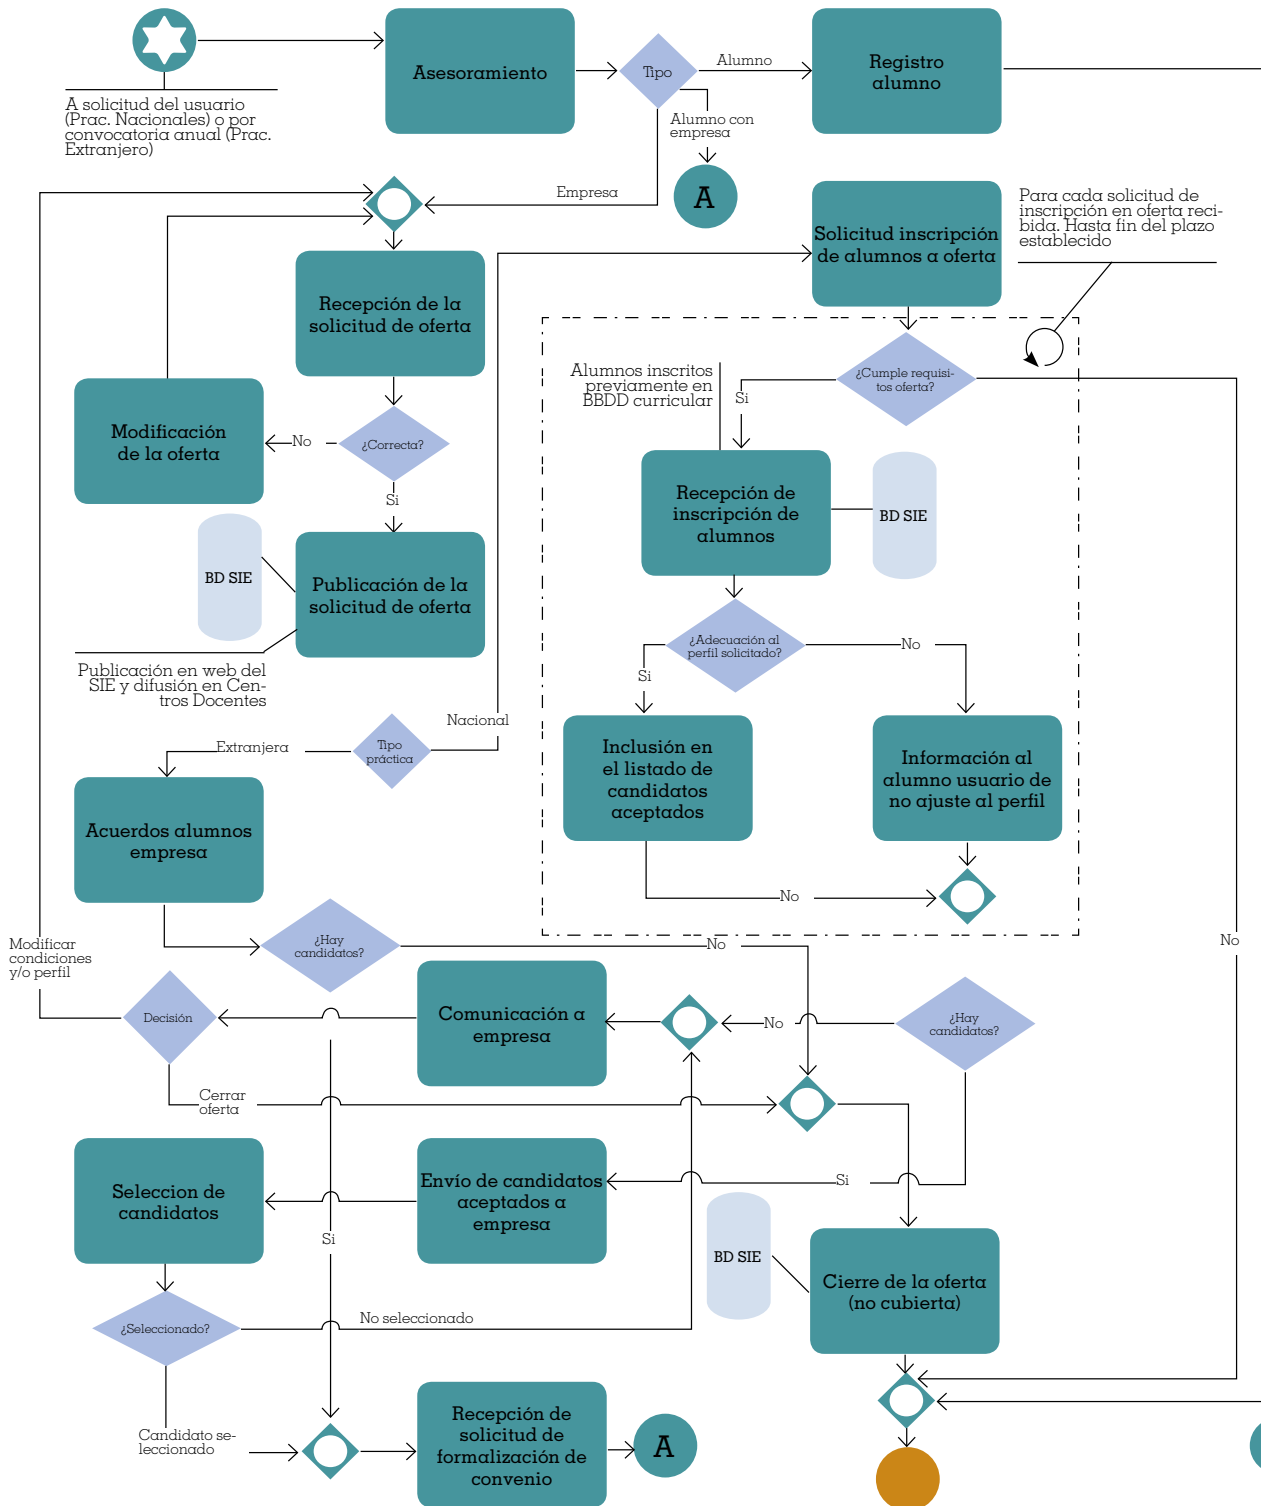 Asesoramiento
Tipo
Alumno
Registro
alumno
A solicitud del usuario
(Prac. Nacionales) o por
convocatoria anual (Prac.
Extranjero)
Alumno con
empresa
A
Empresa
Para cada solicitud de
inscripción en oferta reci-
bida. Hasta fin del plazo
establecido
Solicitud inscripción
de alumnos a oferta
Recepción de la
solicitud de oferta
¿Cumple requisi-
tos oferta?
Alumnos inscritos
previamente en
BBDD curricular
Si
Modificación
de la oferta
No
¿Correcta?
Si
Recepción de
inscripción de
alumnos
BD SIE
BD SIE
Publicación de la
solicitud de oferta
¿Adecuación al
perfil solicitado?
No
Si
Publicación en web del
SIE y difusión en Cen-
tros Docentes
Nacional
Extranjera
Tipo
práctica
Inclusión en
el listado de
candidatos
aceptados
Información al
alumno usuario de
no ajuste al perfil
Acuerdos alumnos
empresa
No
¿Hay
candidatos?
No
No
Modificar
condiciones
y/o perfil
Decisión
Comunicación a
empresa
No
¿Hay
candidatos?
Cerrar
oferta
Seleccion de
candidatos
Envío de candidatos
aceptados a
empresa
Si
Si
BD SIE
Cierre de la oferta
(no cubierta)
¿Seleccionado?
No seleccionado
Candidato se-
leccionado
Recepción de
solicitud de
formalización de
convenio
A